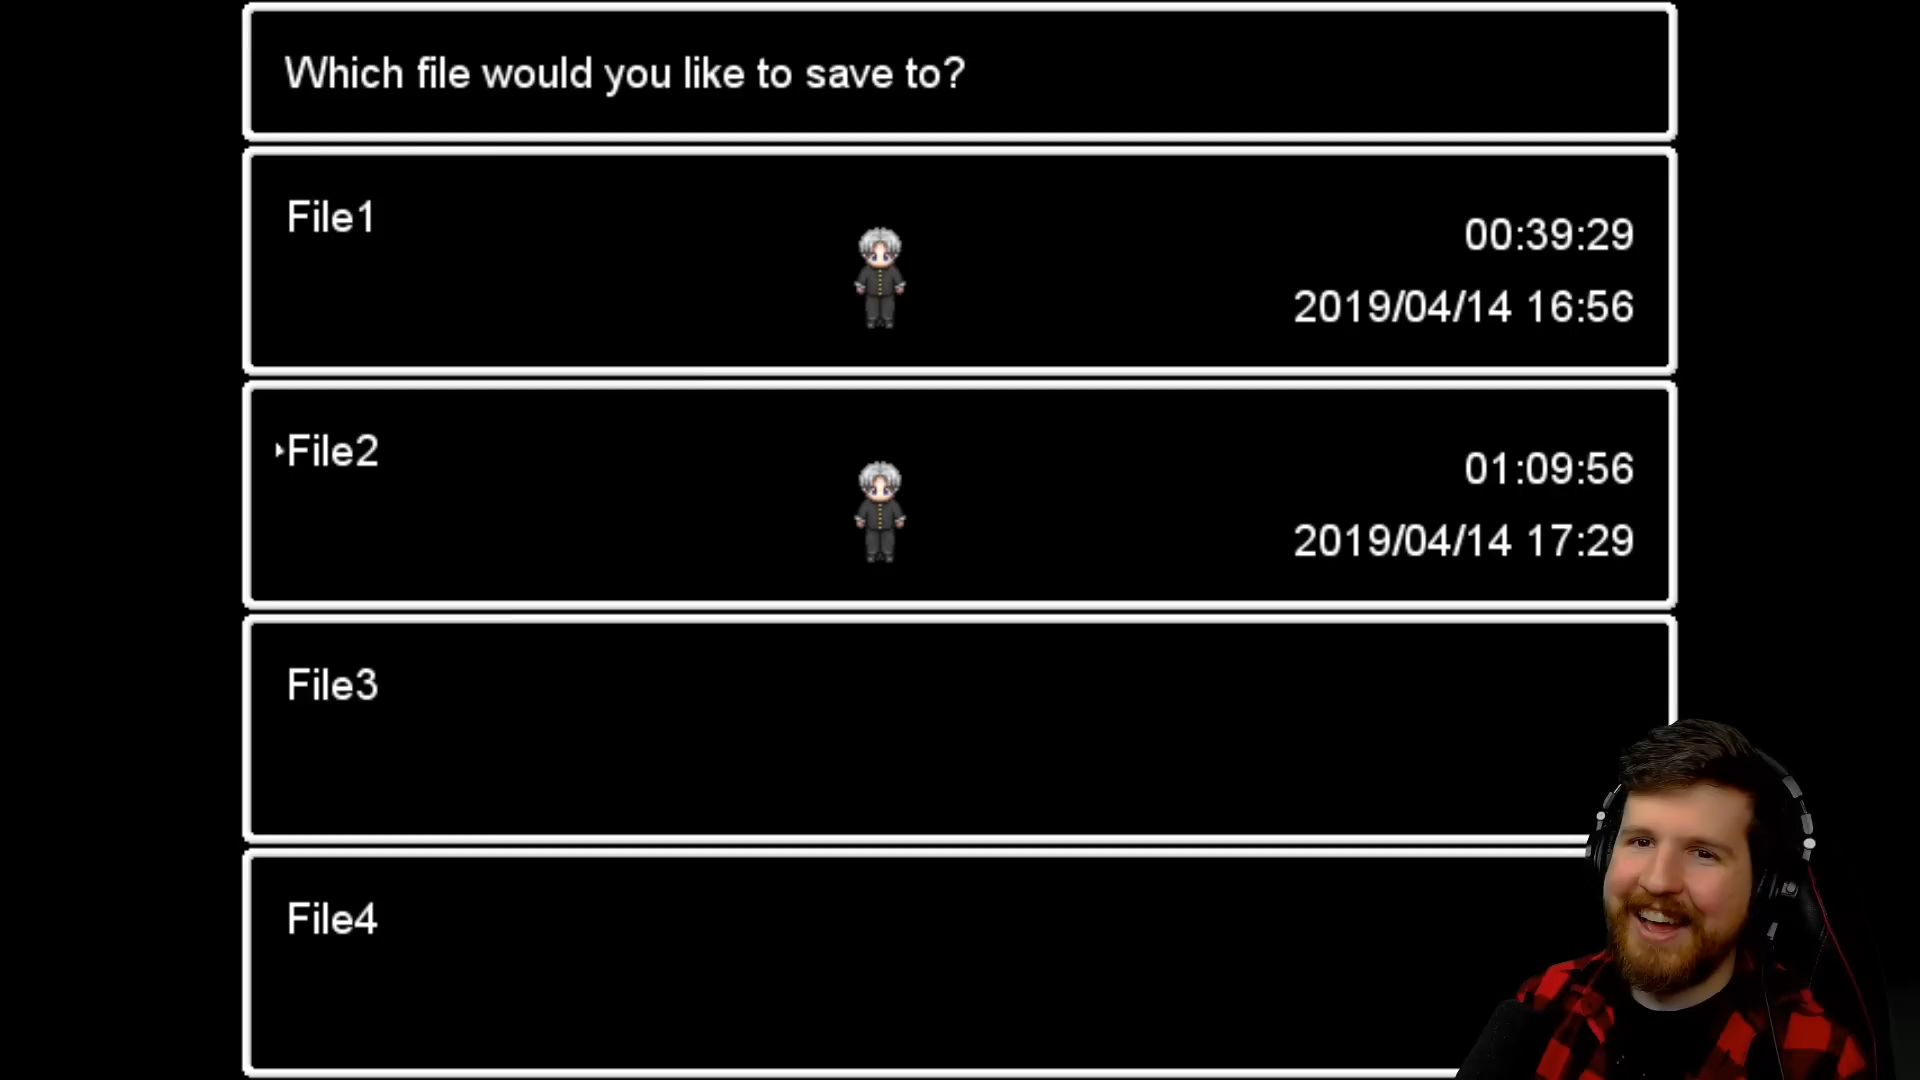 Which file would you like to save to?
File1
00:39:29
2019/04/14 16:56
File2
01:09:56
2019/04/14 17:29
File3
File4